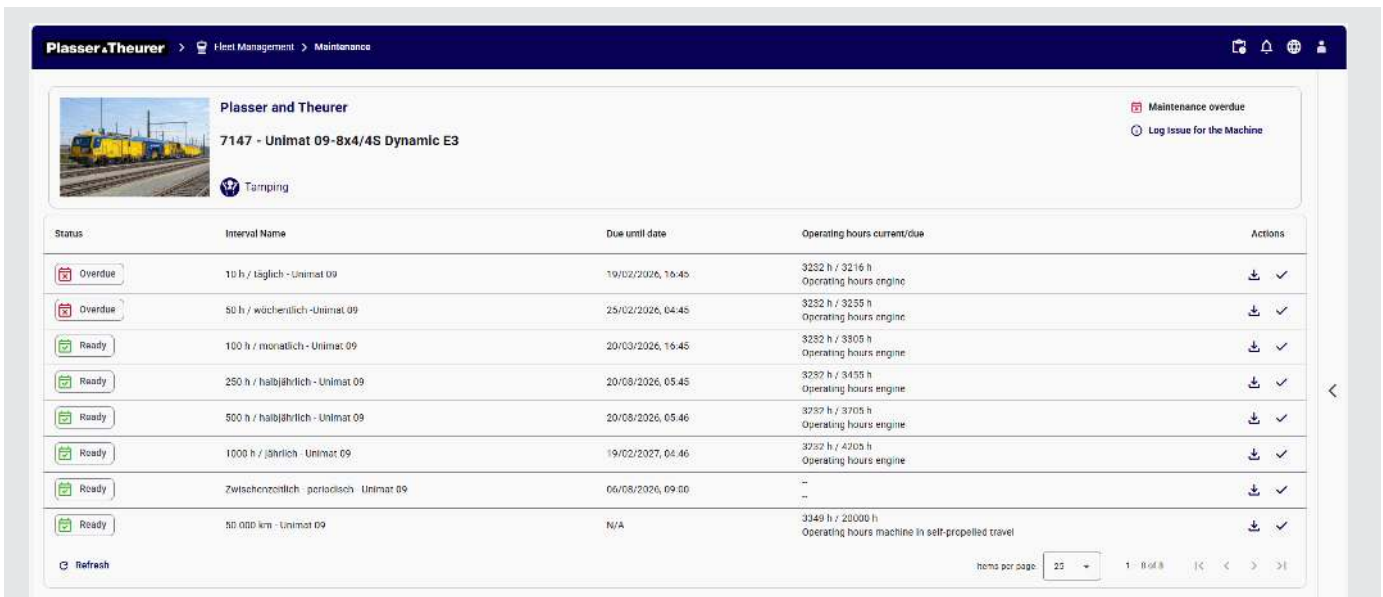 Plasser&Theurer > Fleet Management > Maintenance
Plasser and Theurer
7147 - Unimat 09-8x4/4S Dynamic E3
Tamping
Maintenance overdue
Log Issue for the Machine
Status Interval Name Due until date Operating hours current/due Actions
Overdue 10 h / täglich - Unimat 09 19/02/2026, 16:45 3232 h / 3216 h
Operating hours engine
Overdue 50 h / wöchentlich -Unimat 09 25/02/2026, 04:45 3232 h / 3255 h
Operating hours engine
Ready 100 h / monatlich - Unimat 09 20/03/2026, 16:45 3232 h / 3305 h
Operating hours engine
Ready 250 h / halbjährlich - Unimat 09 20/08/2026, 05:45 3232 h / 3455 h
Operating hours engine
Ready 500 h / halbjährlich - Unimat 09 20/08/2026, 05:46 3232 h / 3705 h
Operating hours engine
Ready 1000 h / jährlich - Unimat 09 19/02/2027, 04:46 3232 h / 4205 h
Operating hours engine
Ready Zwischenzeitlich - periodisch - Unimat 09 06/08/2026, 09:00 --
--
Ready 50 000 km - Unimat 09 N/A 3349 h / 20000 h
Operating hours machine in self-propelled travel
Refresh Items per page 25 1 – 8 of 8